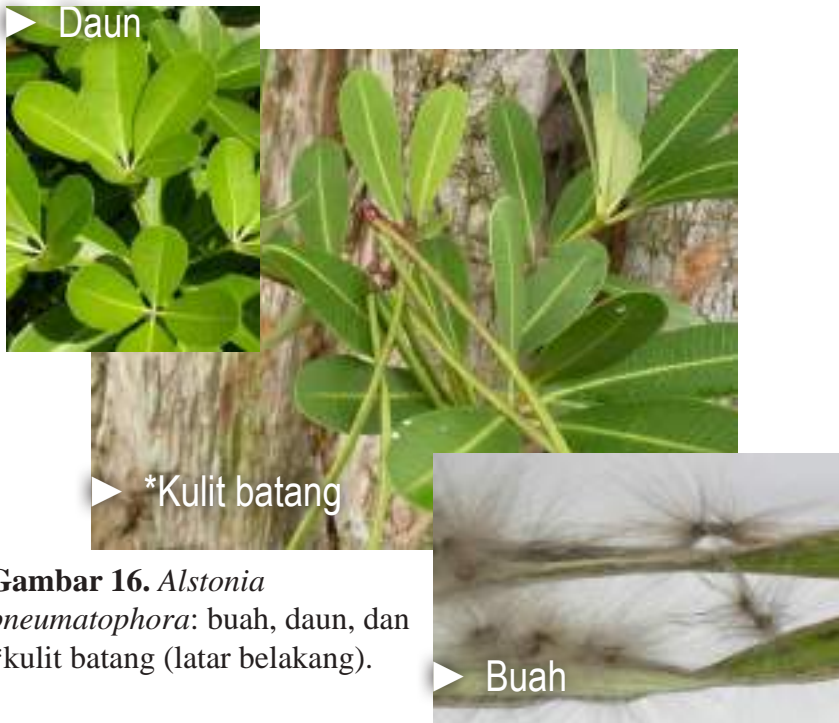 Daun
*Kulit batang
Gambar 16. Alstonia
pneumatophora: buah, daun, dan
*kulit batang (latar belakang).
Buah